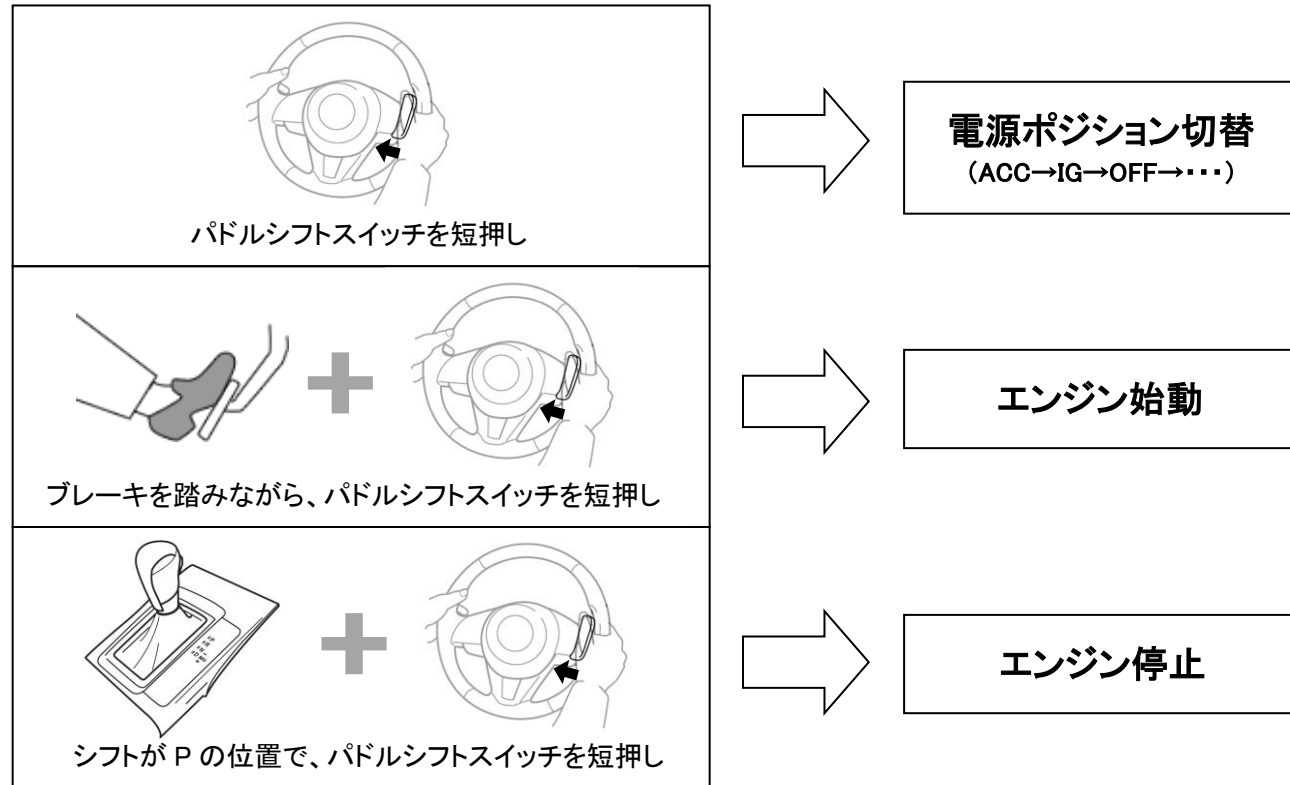 パドルシフトスイッチを短押し
電源ポジション切替
（ACC→IG→OFF→･･･）
ブレーキを踏みながら、パドルシフトスイッチを短押し
エンジン始動
シフトが P の位置で、パドルシフトスイッチを短押し
エンジン停止